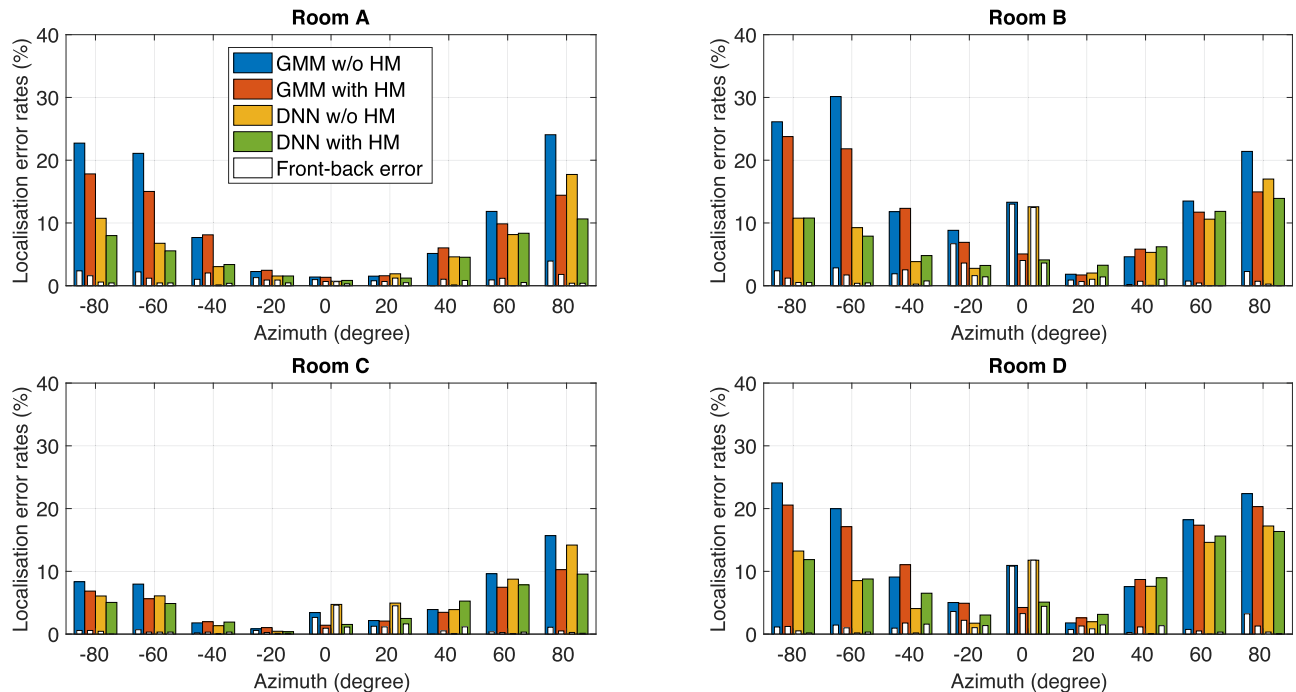 Room A
Localisation error rates (%)
40
30
20
10
0
GMM w/o HM
GMM with HM
DNN w/o HM
DNN with HM
Front-back error
-80 -60 -40 -20 0 20 40 60 80
Azimuth (degree)
Room B
Localisation error rates (%)
40
30
20
10
0
-80 -60 -40 -20 0 20 40 60 80
Azimuth (degree)
Room C
Localisation error rates (%)
40
30
20
10
0
-80 -60 -40 -20 0 20 40 60 80
Azimuth (degree)
Room D
Localisation error rates (%)
40
30
20
10
0
-80 -60 -40 -20 0 20 40 60 80
Azimuth (degree)